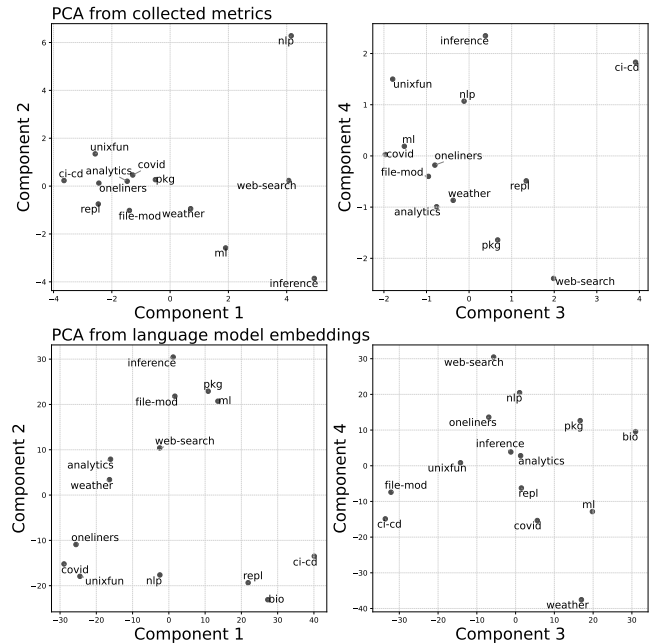 PCA from collected metrics
Component 2
6
4
2
0
−2
−4
−4
−2
0
2
4
Component 1
nlp
unixfun
covid
analytics
ci-cd
pkg
oneliners
web-search
repl
file-mod
weather
ml
inference
Component 4
2
1
0
−1
−2
−2
−1
0
1
2
3
4
Component 3
inference
ci-cd
unixfun
nlp
ml
covid
oneliners
file-mod
repl
weather
analytics
pkg
web-search
PCA from language model embeddings
Component 2
30
20
10
0
−10
−20
−30
−20
−10
0
10
20
30
40
Component 1
inference
pkg
file-mod
ml
web-search
analytics
weather
oneliners
covid
unixfun
nlp
ci-cd
repl
bio
Component 4
30
20
10
0
−10
−20
−30
−40
−30
−20
−10
0
10
20
30
Component 3
web-search
nlp
oneliners
pkg
bio
inference
analytics
unixfun
file-mod
repl
ml
ci-cd
covid
weather